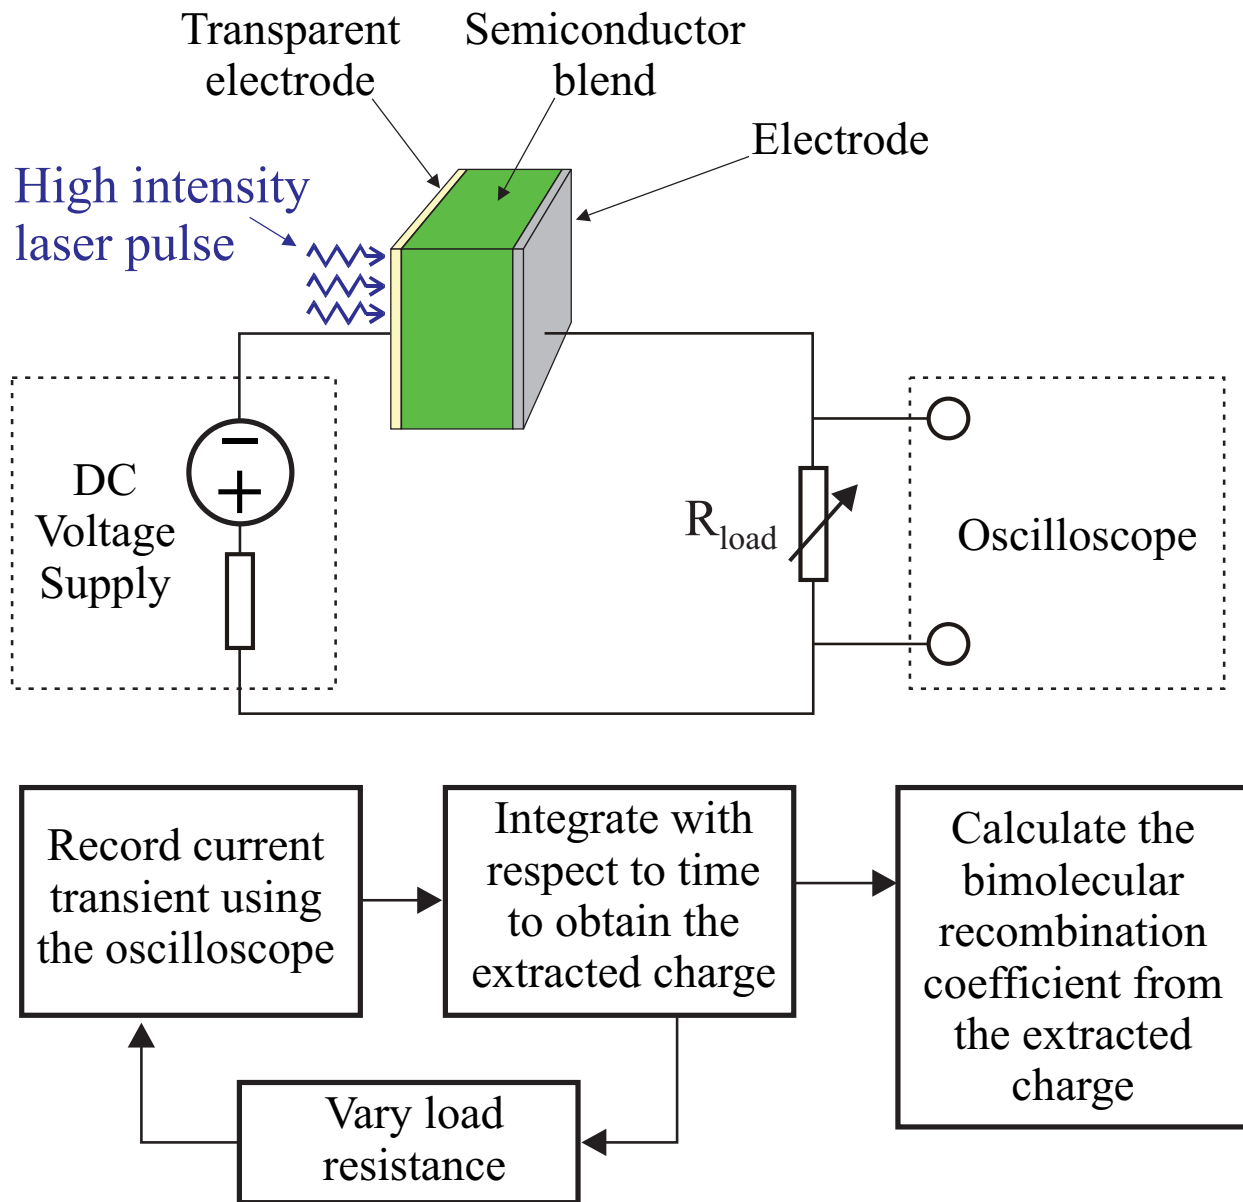 Transparent
electrode
Semiconductor
blend
Electrode
High intensity
laser pulse
DC
Voltage
Supply
R_load
Oscilloscope
Record current
transient using
the oscilloscope
Integrate with
respect to time
to obtain the
extracted charge
Calculate the
bimolecular
recombination
coefficient from
the extracted
charge
Vary load
resistance